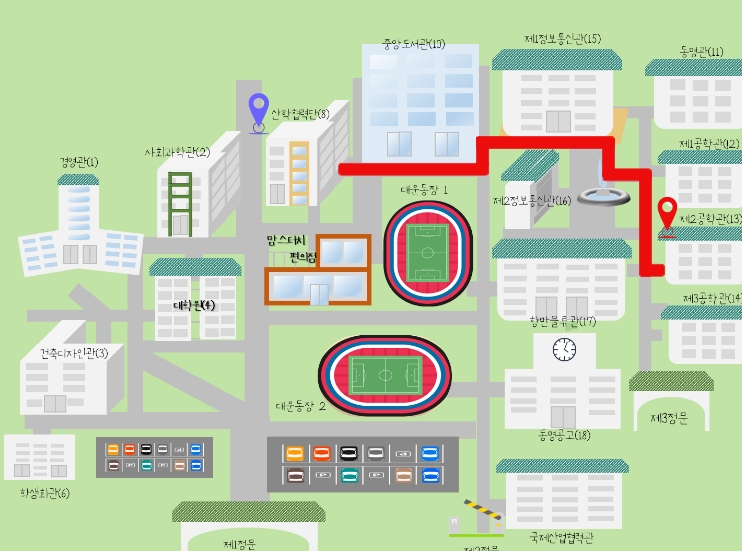 중앙도서관(10)
제1정보통신관(15)
동명관(11)
산학협력단(8)
사회과학관(2)
제1공학관(12)
경영관(1)
대운동장 1
제2정보통신관(16)
제2공학관(13)
맘스터치
편의점
대학원(4)
제3공학관(14
항만물류관(17)
건축디자인관(3)
대운동장 2
제3정문
동명공고(18)
학생회관(6)
제1정문
국제산업협력관
제2정문